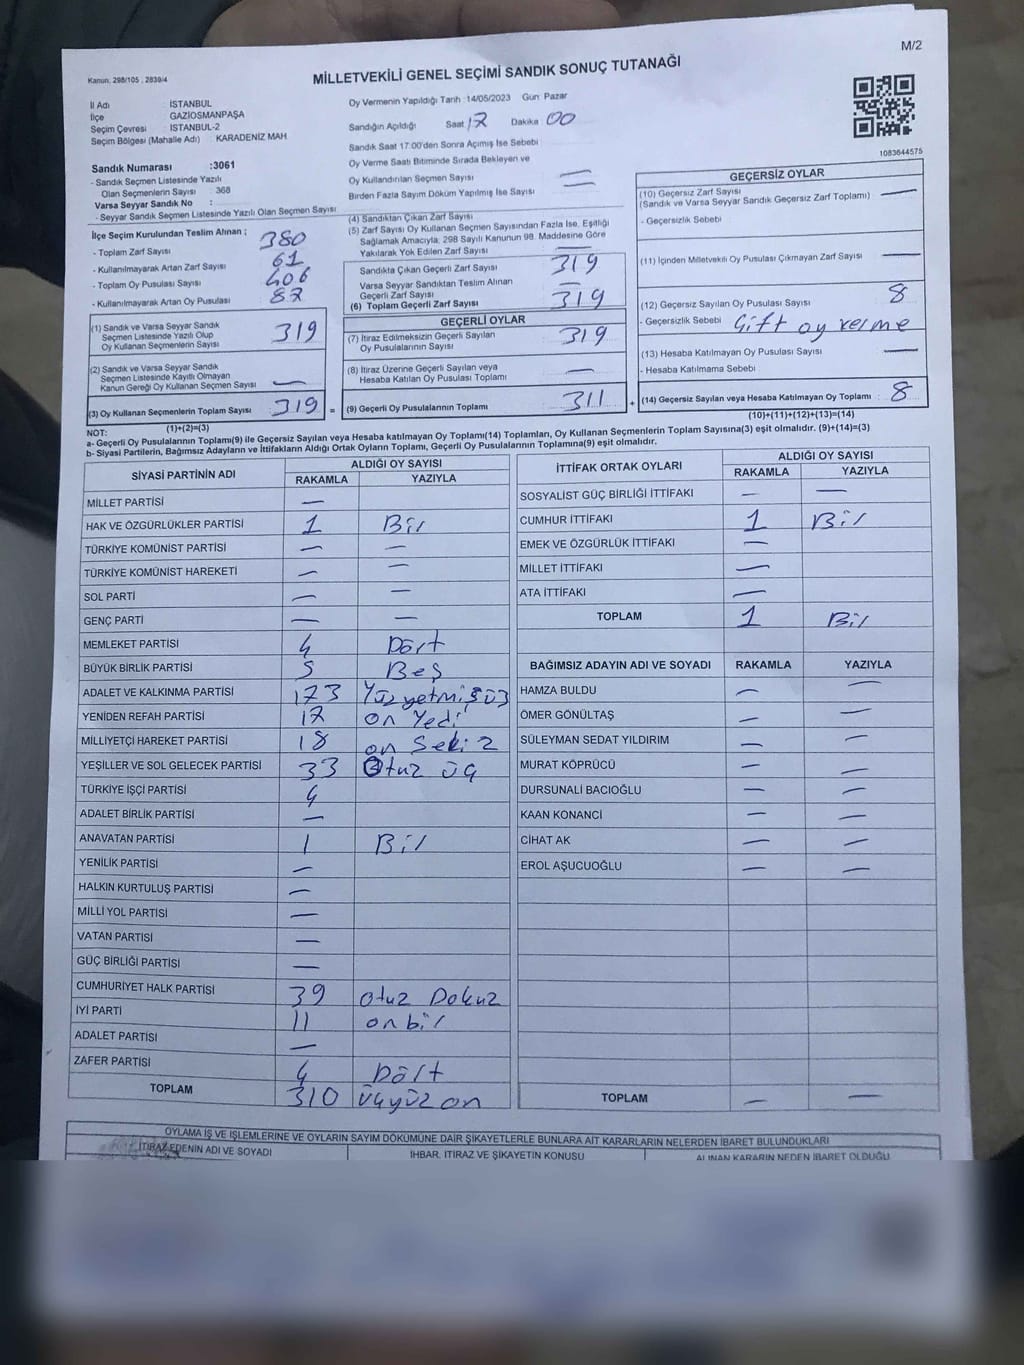 M/2
Kanun: 298/105 ; 2839/4
MİLLETVEKİLİ GENEL SEÇİMİ SANDIK SONUÇ TUTANAĞI
İl Adı : İSTANBUL
İlçe GAZİOSMANPAŞA
Seçim Çevresi : İSTANBUL-2
Seçim Bölgesi (Mahalle Adı) : KARADENİZ MAH
Sandık Numarası :3061
- Sandık Seçmen Listesinde Yazılı
Olan Seçmenlerin Sayısı : 368
Varsa Seyyar Sandık No :
- Seyyar Sandık Seçmen Listesinde Yazılı Olan Seçmen Sayısı :
İlçe Seçim Kurulundan Teslim Alınan ;
- Toplam Zarf Sayısı 380
- Kullanılmayarak Artan Zarf Sayısı 61
- Toplam Oy Pusulası Sayısı 406
- Kullanılmayarak Artan Oy Pusulası 87
(1) Sandık ve Varsa Seyyar Sandık
Seçmen Listesinde Yazılı Olup
Oy Kullanan Seçmenlerin Sayısı 319
(2) Sandık ve Varsa Seyyar Sandık
Seçmen Listesinde Kayıtlı Olmayan
Kanun Gereği Oy Kullanan Seçmen Sayısı —
(3) Oy Kullanan Seçmenlerin Toplam Sayısı 319 =
(1)+(2)=(3)
Oy Vermenin Yapıldığı Tarih :14/05/2023 Gün: Pazar
Sandığın Açıldığı Saat 17 Dakika 00
Sandık Saat 17:00'den Sonra Açımış İse Sebebi
Oy Verme Saati Bitiminde Sırada Bekleyen ve
Oy Kullandırılan Seçmen Sayısı —
Birden Fazla Sayım Döküm Yapılmış İse Sayısı —
(4) Sandıktan Çıkan Zarf Sayısı
(5) Zarf Sayısı Oy Kullanan Seçmen Sayısından Fazla İse, Eşitliği
Sağlamak Amacıyla, 298 Sayılı Kanunun 98. Maddesine Göre
Yakılarak Yok Edilen Zarf Sayısı —
Sandıkta Çıkan Geçerli Zarf Sayısı 319
Varsa Seyyar Sandıktan Teslim Alınan
Geçerli Zarf Sayısı —
(6) Toplam Geçerli Zarf Sayısı 319
GEÇERLİ OYLAR
(7) İtiraz Edilmeksizin Geçerli Sayılan
Oy Pusulalarının Sayısı 319
(8) İtiraz Üzerine Geçerli Sayılan veya
Hesaba Katılan Oy Pusulası Toplamı —
(9) Geçerli Oy Pusulalarının Toplamı 311 +
1083644575
GEÇERSİZ OYLAR
(10) Geçersiz Zarf Sayısı
(Sandık ve Varsa Seyyar Sandık Geçersiz Zarf Toplamı) —
- Geçersizlik Sebebi
(11) İçinden Milletvekili Oy Pusulası Çıkmayan Zarf Sayısı —
(12) Geçersiz Sayılan Oy Pusulası Sayısı 8
- Geçersizlik Sebebi Çift oy verme
(13) Hesaba Katılmayan Oy Pusulası Sayısı —
- Hesaba Katılmama Sebebi
(14) Geçersiz Sayılan veya Hesaba Katılmayan Oy Toplamı : 8
(10)+(11)+(12)+(13)=(14)
NOT:
a- Geçerli Oy Pusulalarının Toplamı(9) ile Geçersiz Sayılan veya Hesaba katılmayan Oy Toplamı(14) Toplamları, Oy Kullanan Seçmenlerin Toplam Sayısına(3) eşit olmalıdır. (9)+(14)=(3)
b- Siyasi Partilerin, Bağımsız Adayların ve İttifakların Aldığı Ortak Oyların Toplamı, Geçerli Oy Pusulalarının Toplamına(9) eşit olmalıdır.
SİYASİ PARTİNİN ADI ALDIĞI OY SAYISI
RAKAMLA YAZIYLA
MİLLET PARTİSİ —
HAK VE ÖZGÜRLÜKLER PARTİSİ 1 Bir
TÜRKİYE KOMÜNİST PARTİSİ — —
TÜRKİYE KOMÜNİST HAREKETİ — —
SOL PARTİ — —
GENÇ PARTİ — —
MEMLEKET PARTİSİ 4 Dört
BÜYÜK BİRLİK PARTİSİ 5 Beş
ADALET VE KALKINMA PARTİSİ 173 Yüzyetmişüç
YENİDEN REFAH PARTİSİ 17 on Yedi
MİLLİYETÇİ HAREKET PARTİSİ 18 on Sekiz
YEŞİLLER VE SOL GELECEK PARTİSİ 33 Otuz üç
TÜRKİYE İŞÇİ PARTİSİ 4
ADALET BİRLİK PARTİSİ —
ANAVATAN PARTİSİ 1 Bir
YENİLİK PARTİSİ —
HALKIN KURTULUŞ PARTİSİ —
MİLLİ YOL PARTİSİ —
VATAN PARTİSİ —
GÜÇ BİRLİĞİ PARTİSİ —
CUMHURİYET HALK PARTİSİ 39 Otuz Dokuz
İYİ PARTİ 11 onbir
ADALET PARTİSİ —
ZAFER PARTİSİ 4 Dört
TOPLAM 310 üçyüz on
İTTİFAK ORTAK OYLARI ALDIĞI OY SAYISI
RAKAMLA YAZIYLA
SOSYALİST GÜÇ BİRLİĞİ İTTİFAKI — —
CUMHUR İTTİFAKI 1 Bir
EMEK VE ÖZGÜRLÜK İTTİFAKI —
MİLLET İTTİFAKI —
ATA İTTİFAKI —
TOPLAM 1 Bir
BAĞIMSIZ ADAYIN ADI VE SOYADI RAKAMLA YAZIYLA
HAMZA BULDU — —
ÖMER GÖNÜLTAŞ — —
SÜLEYMAN SEDAT YILDIRIM — —
MURAT KÖPRÜCÜ — —
DURSUNALİ BACIOĞLU — —
KAAN KONANCİ — —
CİHAT AK — —
EROL AŞUCUOĞLU — —
TOPLAM — —
OYLAMA İŞ VE İŞLEMLERİNE VE OYLARIN SAYIM DÖKÜMÜNE DAİR ŞİKAYETLERLE BUNLARA AİT KARARLARIN NELERDEN İBARET BULUNDUKLARI
İTİRAZ EDENİN ADI VE SOYADI İHBAR, İTİRAZ VE ŞİKAYETİN KONUSU ALINAN KARARIN NEDEN İBARET OLDUĞU